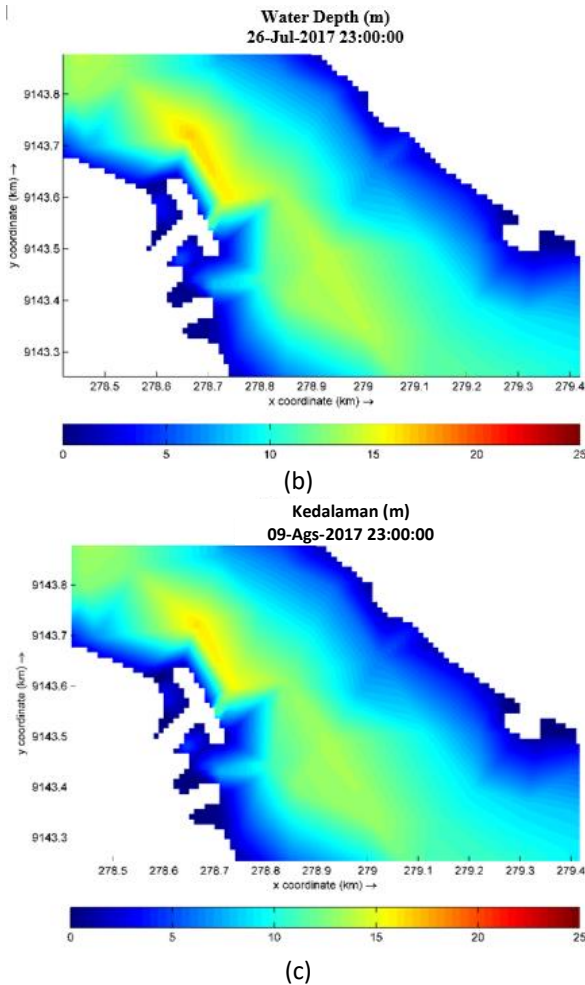 Water Depth (m)
26-Jul-2017 23:00:00
y coordinate (km) →
9143.8
9143.7
9143.6
9143.5
9143.4
9143.3
278.5 278.6 278.7 278.8 278.9 279 279.1 279.2 279.3 279.4
x coordinate (km) →
0 5 10 15 20 25
(b)
Kedalaman (m)
09-Ags-2017 23:00:00
y coordinate (km) →
9143.8
9143.7
9143.6
9143.5
9143.4
9143.3
278.5 278.6 278.7 278.8 278.9 279 279.1 279.2 279.3 279.4
x coordinate (km) →
0 5 10 15 20 25
(c)